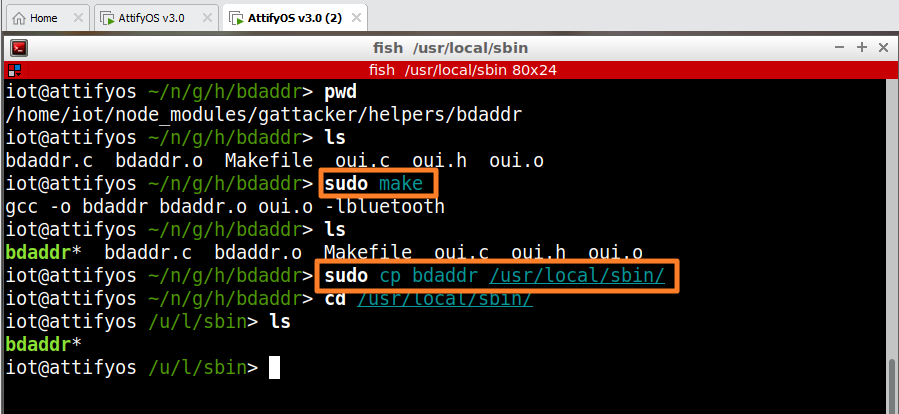 Home AttifyOS v3.0 AttifyOS v3.0 (2)
fish /usr/local/sbin
fish /usr/local/sbin 80x24
iot@attifyos ~/n/g/h/bdaddr> pwd
/home/iot/node_modules/gattacker/helpers/bdaddr
iot@attifyos ~/n/g/h/bdaddr> ls
bdaddr.c bdaddr.o Makefile oui.c oui.h oui.o
iot@attifyos ~/n/g/h/bdaddr> sudo make
gcc -o bdaddr bdaddr.o oui.o -lbluetooth
iot@attifyos ~/n/g/h/bdaddr> ls
bdaddr* bdaddr.c bdaddr.o Makefile oui.c oui.h oui.o
iot@attifyos ~/n/g/h/bdaddr> sudo cp bdaddr /usr/local/sbin/
iot@attifyos ~/n/g/h/bdaddr> cd /usr/local/sbin/
iot@attifyos /u/l/sbin> ls
bdaddr*
iot@attifyos /u/l/sbin>